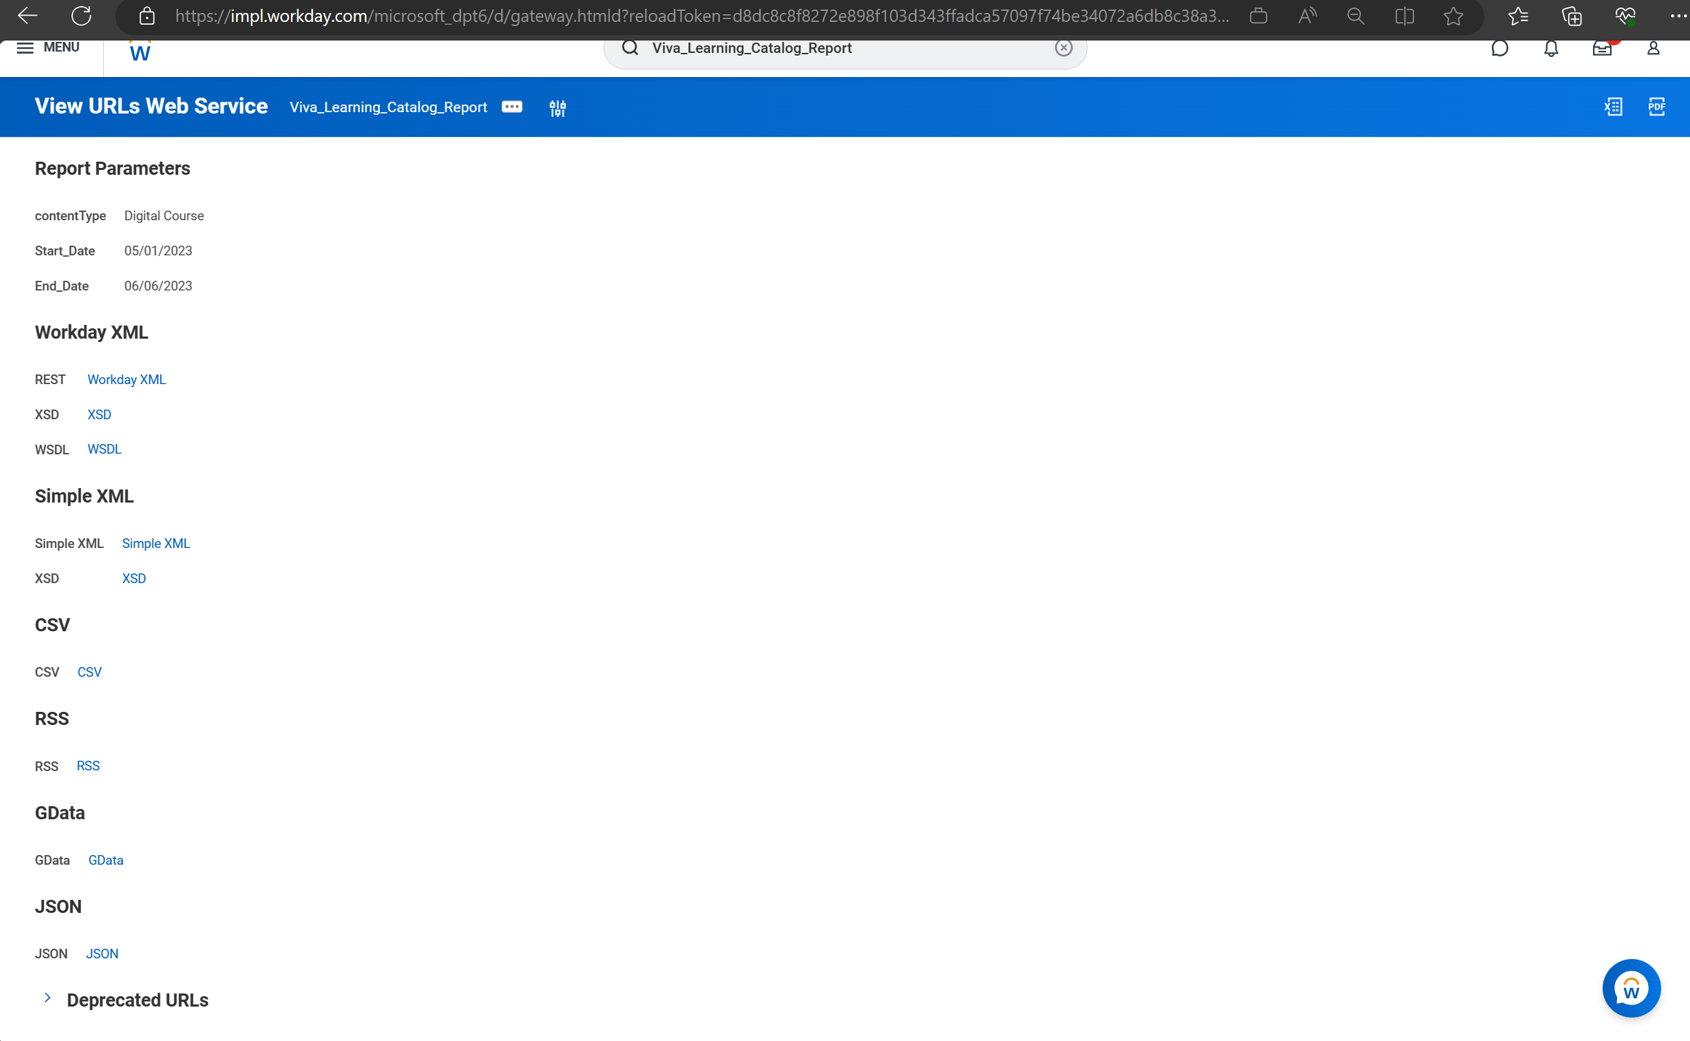 https://impl.workday.com/microsoft_dpt6/d/gateway.htmld?reloadToken=d8dc8c8f8272e898f103d343ffadca57097f74be34072a6db8c38a3...
MENU
W
Viva_Learning_Catalog_Report
View URLs Web Service Viva_Learning_Catalog_Report
PDF
Report Parameters
contentType Digital Course
Start_Date 05/01/2023
End_Date 06/06/2023
Workday XML
REST Workday XML
XSD XSD
WSDL WSDL
Simple XML
Simple XML Simple XML
XSD XSD
CSV
CSV CSV
RSS
RSS RSS
GData
GData GData
JSON
JSON JSON
Deprecated URLs
W